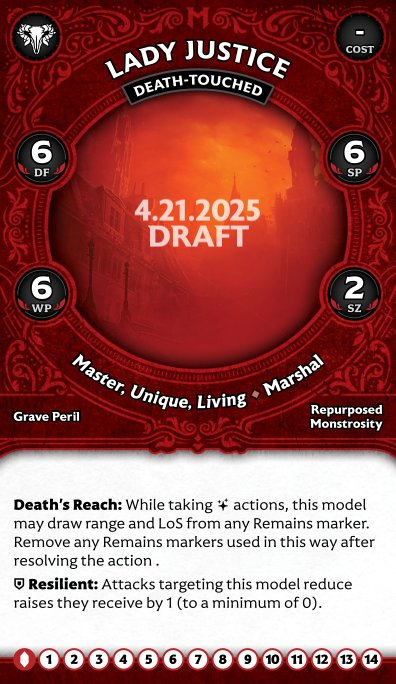 LADY JUSTICE
-
COST
DEATH-TOUCHED
6
DF
6
SP
4.21.2025
DRAFT
6
WP
2
SZ
Master, Unique, Living ♦ Marshal
Grave Peril
Repurposed
Monstrosity
Death's Reach: While taking actions, this model
may draw range and LoS from any Remains marker.
Remove any Remains markers used in this way after
resolving the action .
Resilient: Attacks targeting this model reduce
raises they receive by 1 (to a minimum of 0).
1 2 3 4 5 6 7 8 9 10 11 12 13 14